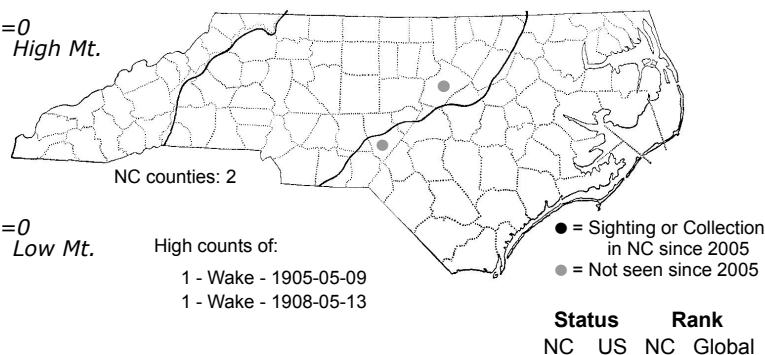 =0
High Mt.
NC counties: 2
=0
Low Mt.
High counts of:
1 - Wake - 1905-05-09
1 - Wake - 1908-05-13
● = Sighting or Collection
in NC since 2005
● = Not seen since 2005
Status Rank
NC US NC Global